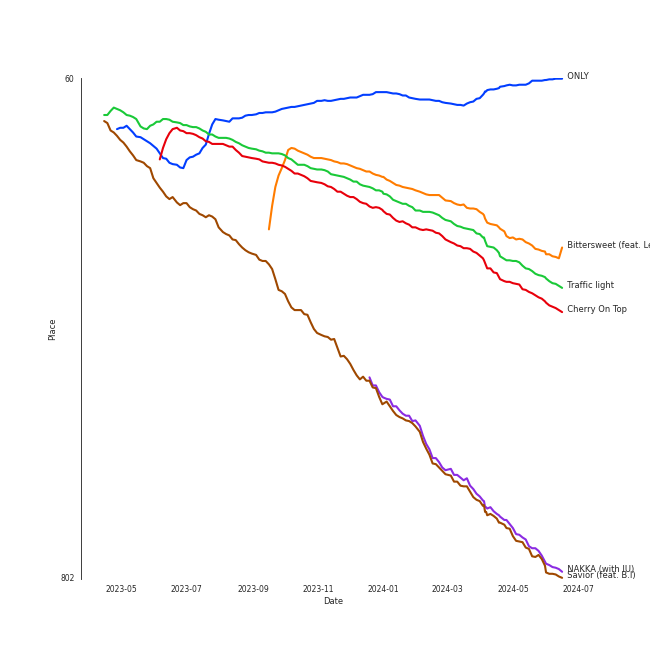 60
ONLY
Bittersweet (feat. Le
Traffic light
Cherry On Top
Place
NAKKA (with IU)
Savior (feat. B.I)
802
2023-05
2023-07
2023-09
2023-11
2024-01
2024-03
2024-05
2024-07
Date